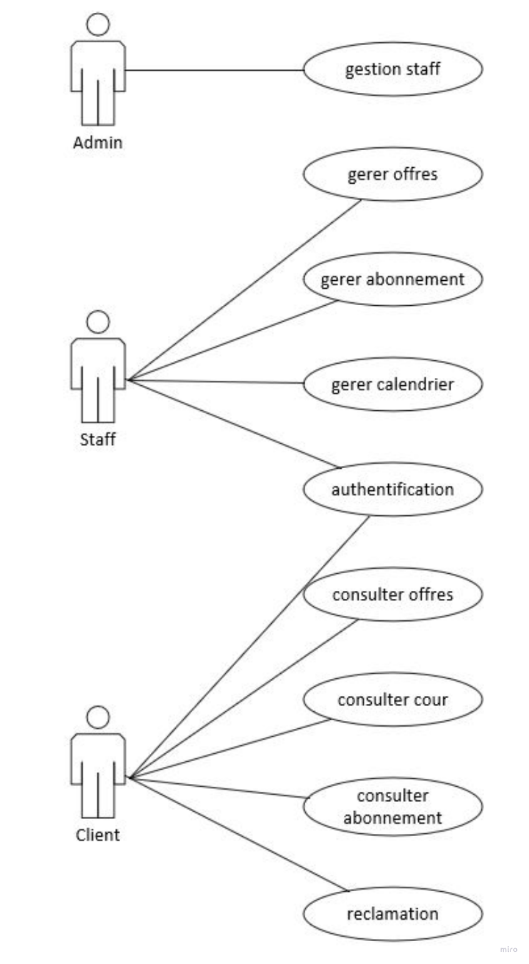 gestion staff
Admin
gerer offres
gerer abonnement
gerer calendrier
Staff
authentification
consulter offres
consulter cour
consulter
abonnement
Client
reclamation
miro